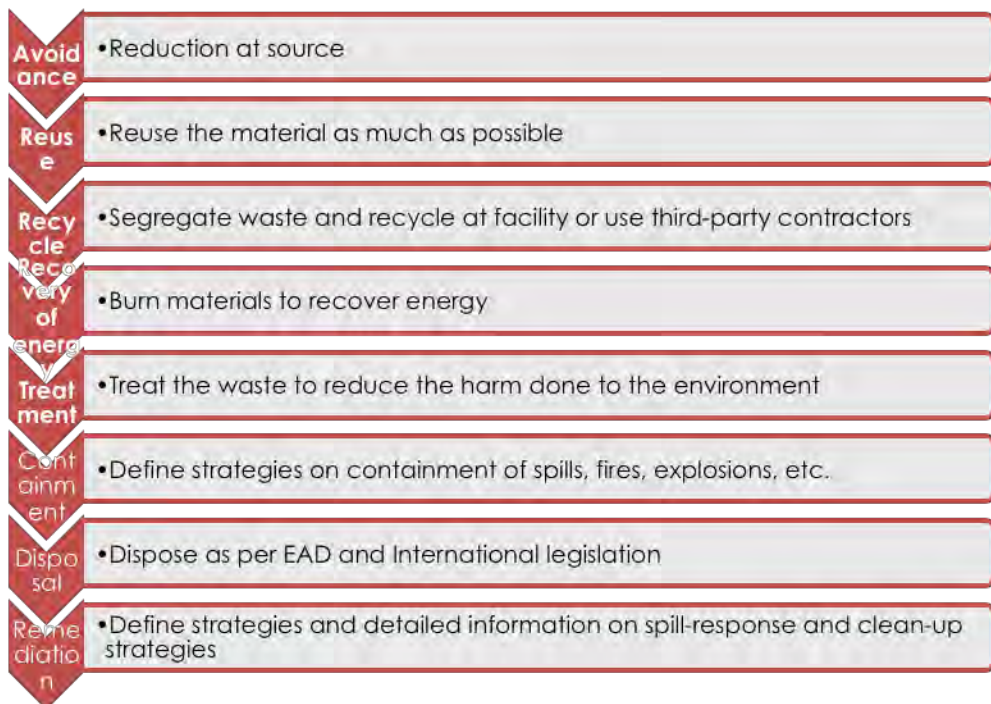 Avoid
ance
•Reduction at source
Reus
e
•Reuse the material as much as possible
Recy
cle
•Segregate waste and recycle at facility or use third-party contractors
Reco
very
of
energ
y
•Burn materials to recover energy
Treat
ment
•Treat the waste to reduce the harm done to the environment
Cont
ainm
ent
•Define strategies on containment of spills, fires, explosions, etc.
Dispo
sal
•Dispose as per EAD and International legislation
Reme
diatio
n
•Define strategies and detailed information on spill-response and clean-up
strategies